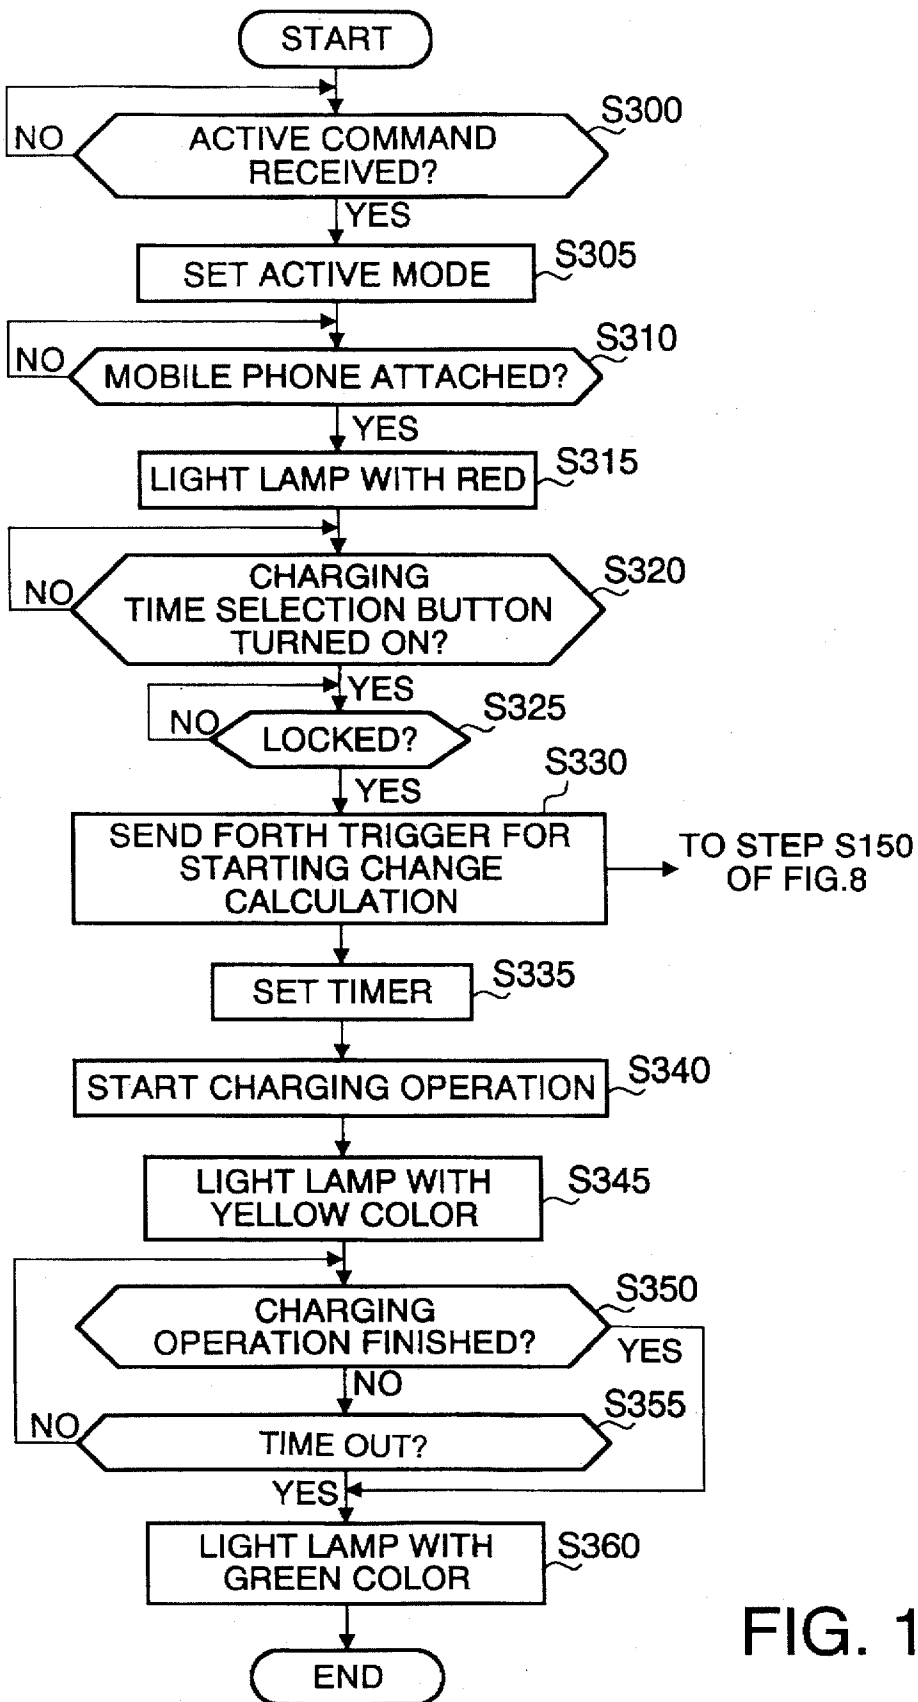 START
NO
ACTIVE COMMAND
RECEIVED?
S300
YES
SET ACTIVE MODE
S305
NO
MOBILE PHONE ATTACHED?
S310
YES
LIGHT LAMP WITH RED
S315
NO
CHARGING
TIME SELECTION BUTTON
TURNED ON?
S320
YES
NO
LOCKED?
S325
YES
S330
SEND FORTH TRIGGER FOR
STARTING CHANGE
CALCULATION
TO STEP S150
OF FIG.8
SET TIMER
S335
START CHARGING OPERATION
S340
LIGHT LAMP WITH
YELLOW COLOR
S345
CHARGING
OPERATION FINISHED?
S350
YES
NO
NO
TIME OUT?
S355
YES
LIGHT LAMP WITH
GREEN COLOR
S360
END
FIG. 1